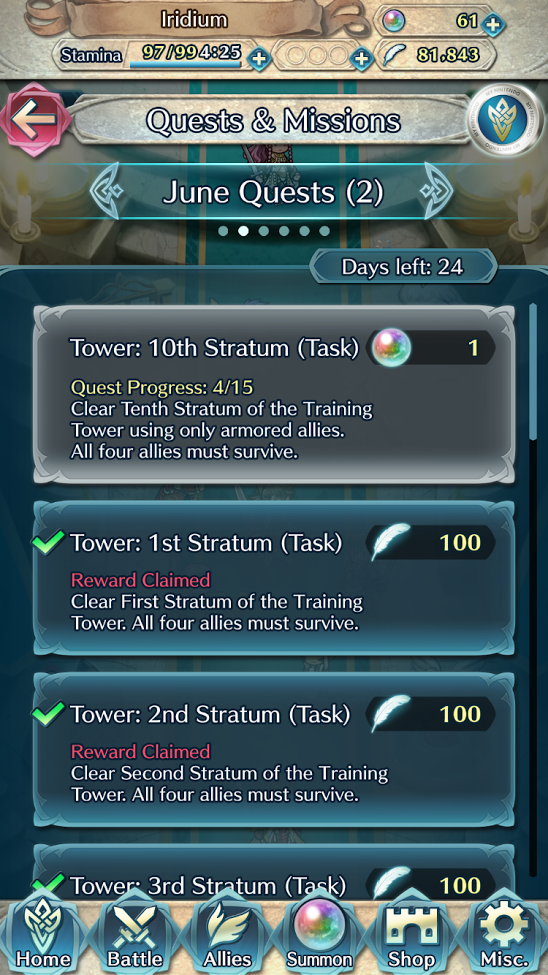 Iridium
61
Stamina 97/99 4:25
81,843
Quests & Missions
MY NINTENDO
June Quests (2)
Days left: 24
Tower: 10th Stratum (Task)
1
Quest Progress: 4/15
Clear Tenth Stratum of the Training
Tower using only armored allies.
All four allies must survive.
Tower: 1st Stratum (Task)
100
Reward Claimed
Clear First Stratum of the Training
Tower. All four allies must survive.
Tower: 2nd Stratum (Task)
100
Reward Claimed
Clear Second Stratum of the Training
Tower. All four allies must survive.
Tower: 3rd Stratum (Task)
100
Home
Battle
Allies
Summon
Shop
Misc.